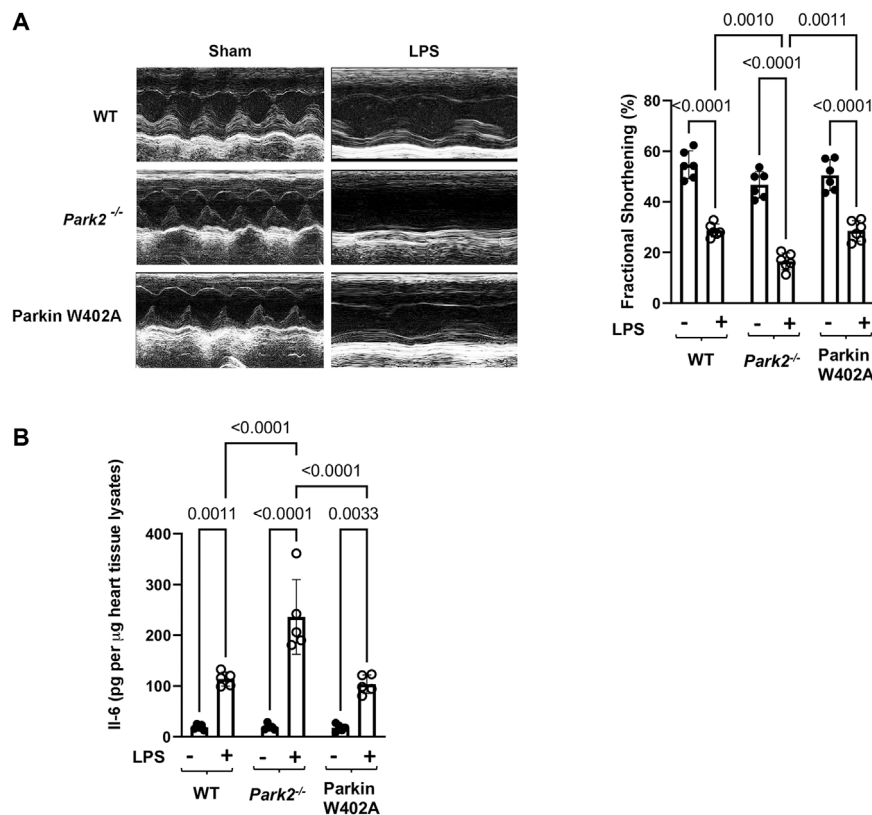 A
Sham
LPS
WT
Park2 -/-
Parkin W402A
0.0010
0.0011
<0.0001
<0.0001
<0.0001
Fractional Shorthening (%)
80
60
40
20
0
LPS
- + - + - +
WT
Park2-/-
Parkin
W402A
B
<0.0001
<0.0001
0.0011
<0.0001
0.0033
Il-6 (pg per µg heart tissue lysates)
400
300
200
100
0
LPS
- + - + - +
WT
Park2-/-
Parkin
W402A